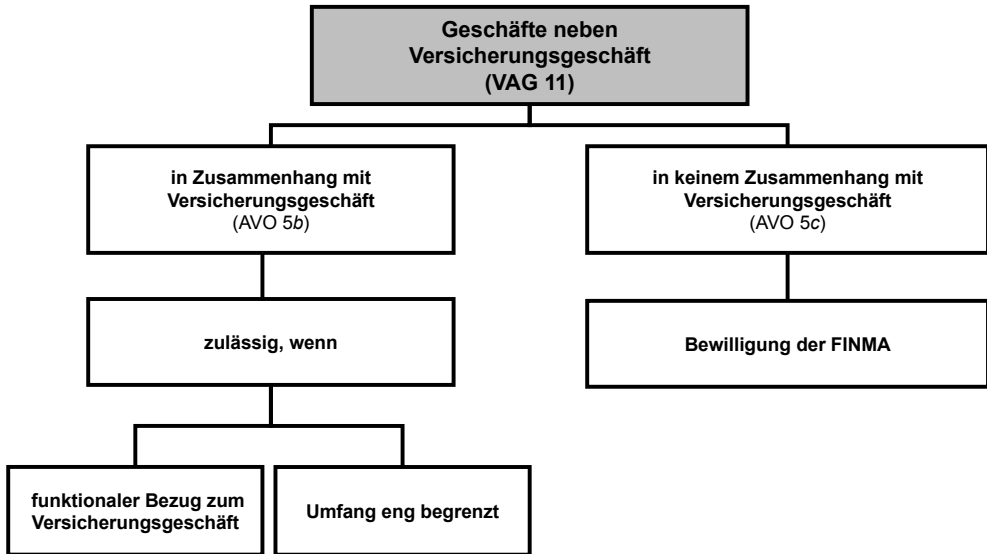 Geschäfte neben
Versicherungsgeschäft
(VAG 11)
in Zusammenhang mit
Versicherungsgeschäft
(AVO 5b)
in keinem Zusammenhang mit
Versicherungsgeschäft
(AVO 5c)
zulässig, wenn
Bewilligung der FINMA
funktionaler Bezug zum
Versicherungsgeschäft
Umfang eng begrenzt